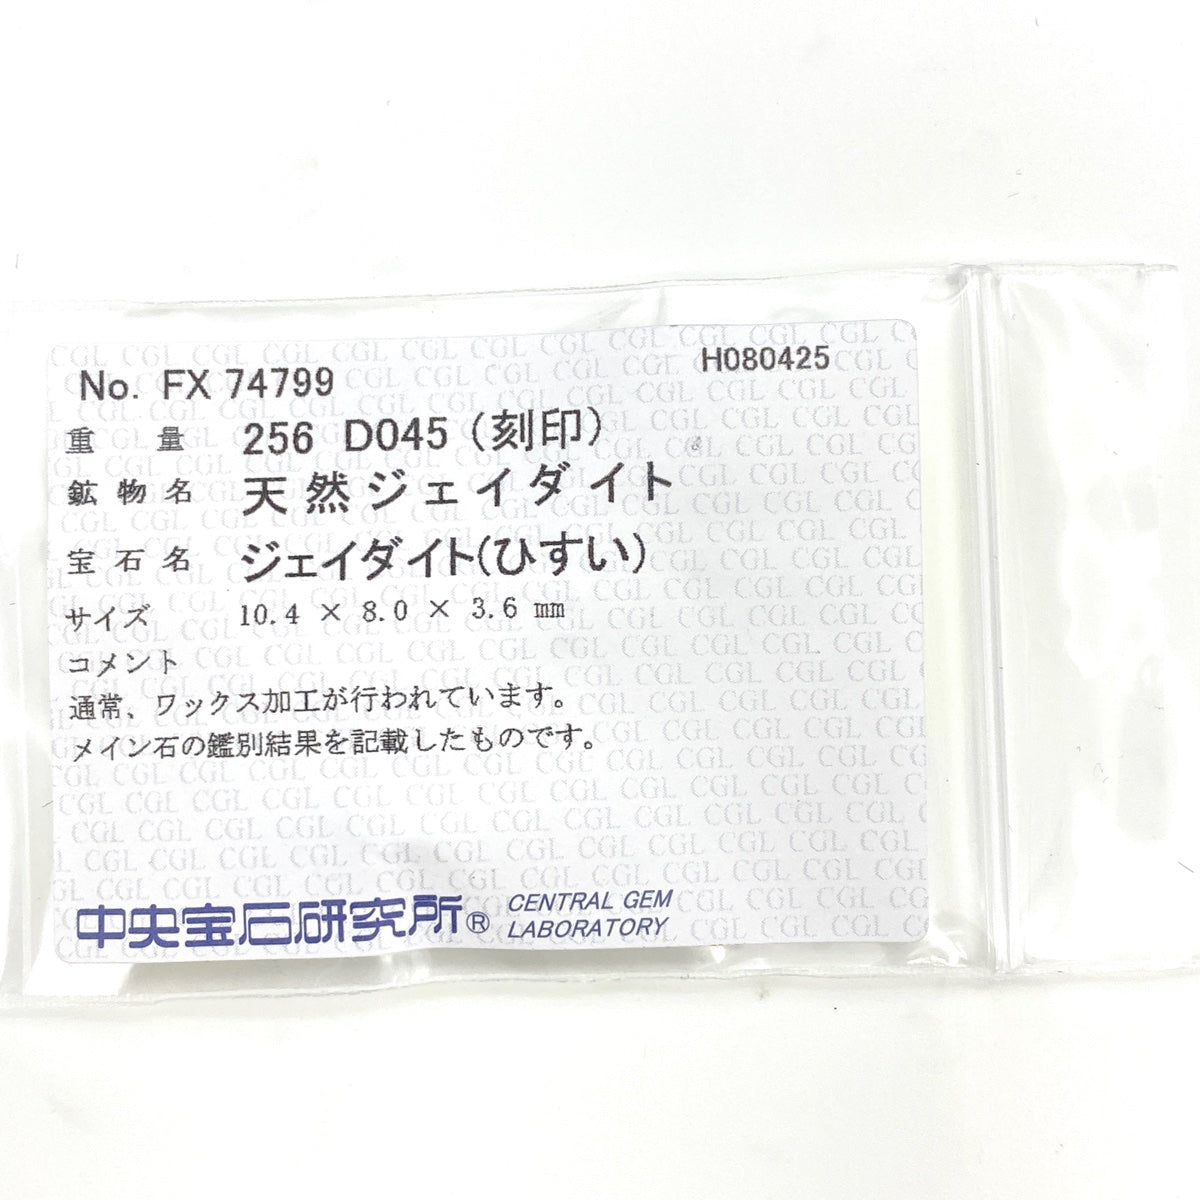 No. FX 74799 H080425
重量 256 D045 (刻印)
鉱物名 天然ジェイダイト
宝石名 ジェイダイト(ひすい)
サイズ 10.4 × 8.0 × 3.6 mm
コメント
通常、ワックス加工が行われています。
メイン石の鑑別結果を記載したものです。
中央宝石研究所® CENTRAL GEM
LABORATORY